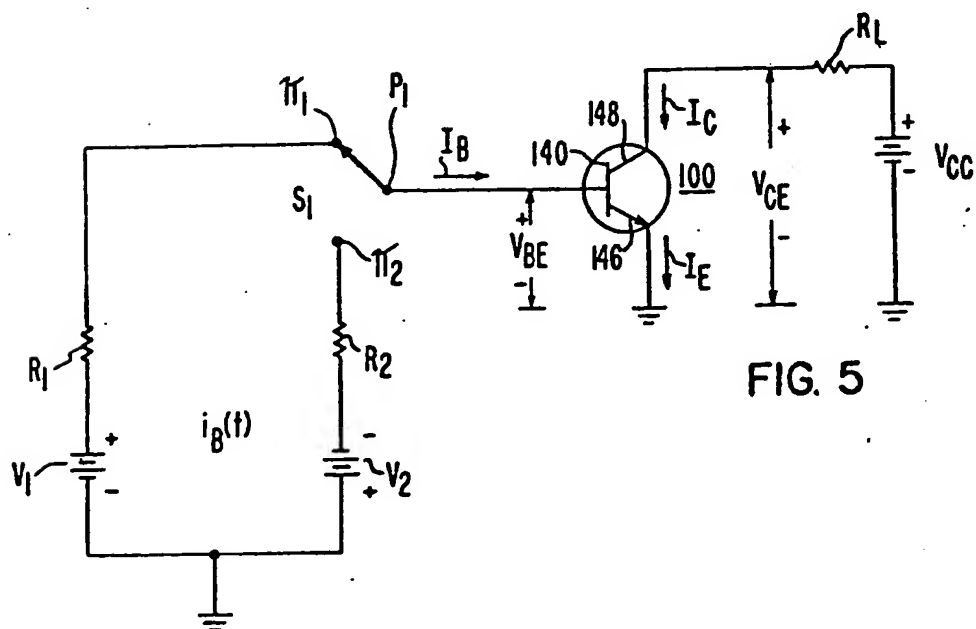 R_L
π_1
P_1
148
I_C
+
I_B
140
100
+
V_CC
-
S_1
+
V_BE
-
V_CE
-
π_2
146
I_E
R_1
R_2
FIG. 5
i_B(t)
+
-
V_1
V_2
-
+